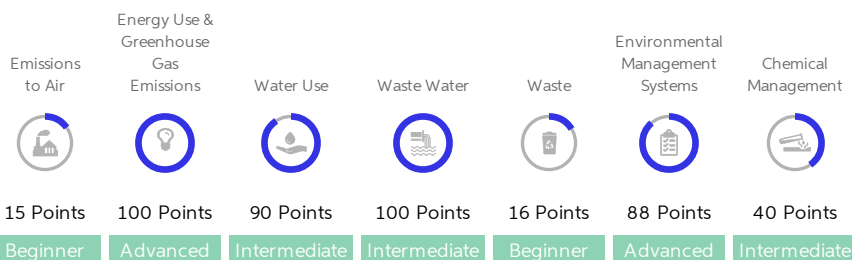 Emissions
to Air
Energy Use &
Greenhouse
Gas
Emissions
Water Use
Waste Water
Waste
Environmental
Management
Systems
Chemical
Management
15 Points
100 Points
90 Points
100 Points
16 Points
88 Points
40 Points
Beginner
Advanced
Intermediate
Intermediate
Beginner
Advanced
Intermediate